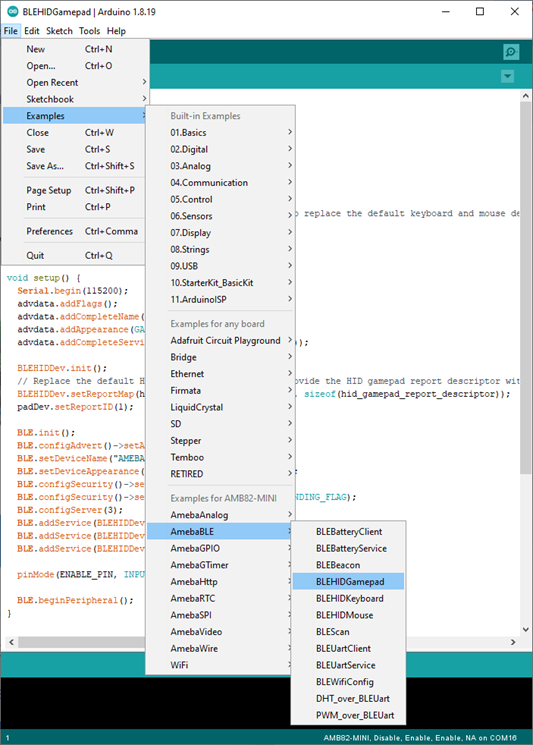 BLEHIDGamepad | Arduino 1.8.19
File Edit Sketch Tools Help
New Ctrl+N
Open... Ctrl+O
Open Recent
Sketchbook
Examples
Close Ctrl+W
Save Ctrl+S
Save As... Ctrl+Shift+S
Page Setup Ctrl+Shift+P
Print Ctrl+P
Preferences Ctrl+Comma
Quit Ctrl+Q
Built-in Examples
01.Basics
02.Digital
03.Analog
04.Communication
05.Control
06.Sensors
07.Display
08.Strings
09.USB
10.StarterKit_BasicKit
11.ArduinoISP
Examples for any board
Adafruit Circuit Playground
Bridge
Ethernet
Firmata
LiquidCrystal
SD
Stepper
Temboo
RETIRED
Examples for AMB82-MINI
AmebaAnalog
AmebaBLE
AmebaGPIO
AmebaGTimer
AmebaHttp
AmebaRTC
AmebaSPI
AmebaVideo
AmebaWire
WiFi
BLEBatteryClient
BLEBatteryService
BLEBeacon
BLEHIDGamepad
BLEHIDKeyboard
BLEHIDMouse
BLEScan
BLEUartClient
BLEUartService
BLEWifiConfig
DHT_over_BLEUart
PWM_over_BLEUart
replace the default keyboard and mouse de
void setup() {
Serial.begin(115200);
advdata.addFlags();
advdata.addCompleteName(
advdata.addAppearance(GA
advdata.addCompleteServi );
BLEHIDDev.init();
// Replace the default H ovide the HID gamepad report descriptor wit
BLEHIDDev.setReportMap(h , sizeof(hid_gamepad_report_descriptor));
padDev.setReportID(1);
BLE.init();
BLE.configAdvert()->setA
BLE.setDeviceName("AMEBA
BLE.setDeviceAppearance( ;
BLE.configSecurity()->se
BLE.configSecurity()->se NDING_FLAG);
BLE.configServer(3);
BLE.addService(BLEHIDDev
BLE.addService(BLEHIDDev
BLE.addService(BLEHIDDev
pinMode(ENABLE_PIN, INPU
BLE.beginPeripheral();
}
1 AMB82-MINI, Disable, Enable, Enable, NA on COM16